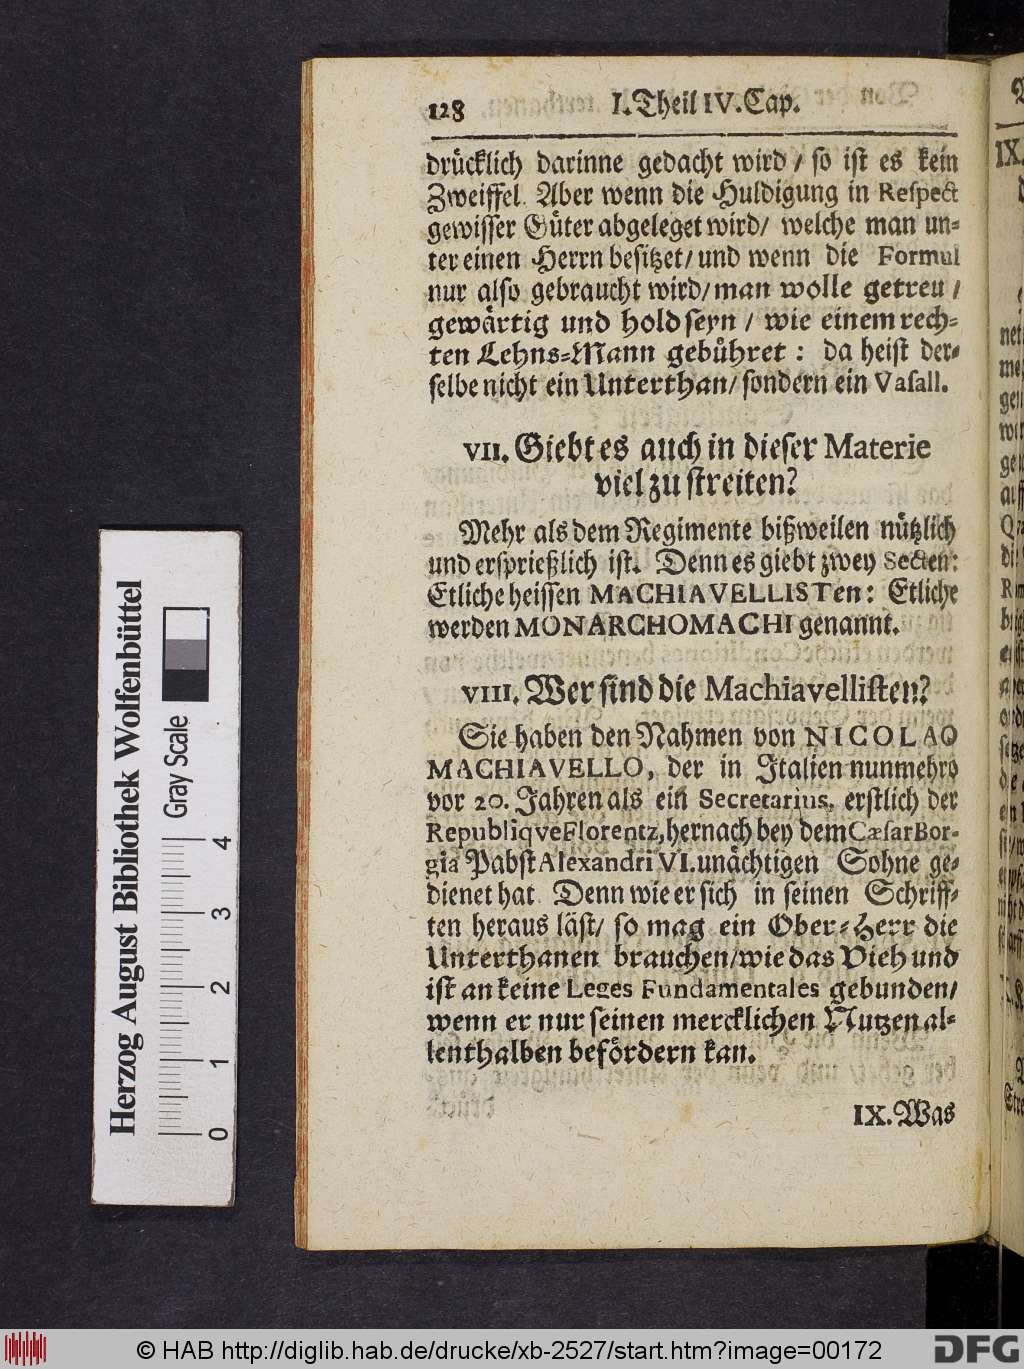 128 I. Theil IV. Cap.
drücklich darinne gedacht wird / so ist es kein
Zweiffel. Aber wenn die Huldigung in Respect
gewisser Güter abgeleget wird/ welche man un-
ter einen Herrn besitzet/ und wenn die Formul
nur also gebraucht wird/ man wolle getreu /
gewärtig und hold seyn / wie einem rech-
ten Lehns-Mann gebühret : da heist der-
selbe nicht ein Unterthan/ sondern ein Vasall.
VII. Giebt es auch in dieser Materie
viel zu streiten?
Mehr als dem Regimente bißweilen nützlich
und ersprießlich ist. Denn es giebt zwey Secten:
Etliche heissen MACHIAVELLISTen: Etliche
werden MONARCHOMACHI genannt.
VIII. Wer sind die Machiavellisten?
Sie haben den Nahmen von NICOLAO
MACHIAVELLO, der in Italien nunmehro
vor 20. Jahren als ein Secretarius, erstlich der
Republiqve Florentz, hernach bey dem Cæsar Bor-
gia Pabst Alexandri VI. unächtigen Sohne ge-
dienet hat Denn wie er sich in seinen Schriff-
ten heraus läst/ so mag ein Ober-Herr die
Unterthanen brauchen/ wie das Vieh und
ist an keine Leges Fundamentales gebunden/
wenn er nur seinen mercklichen Nutzen al-
lenthalben befördern kan.
IX. Was
Herzog August Bibliothek Wolfenbüttel
Gray Scale
0 1 2 3 4
© HAB http://diglib.hab.de/drucke/xb-2527/start.htm?image=00172
DFG